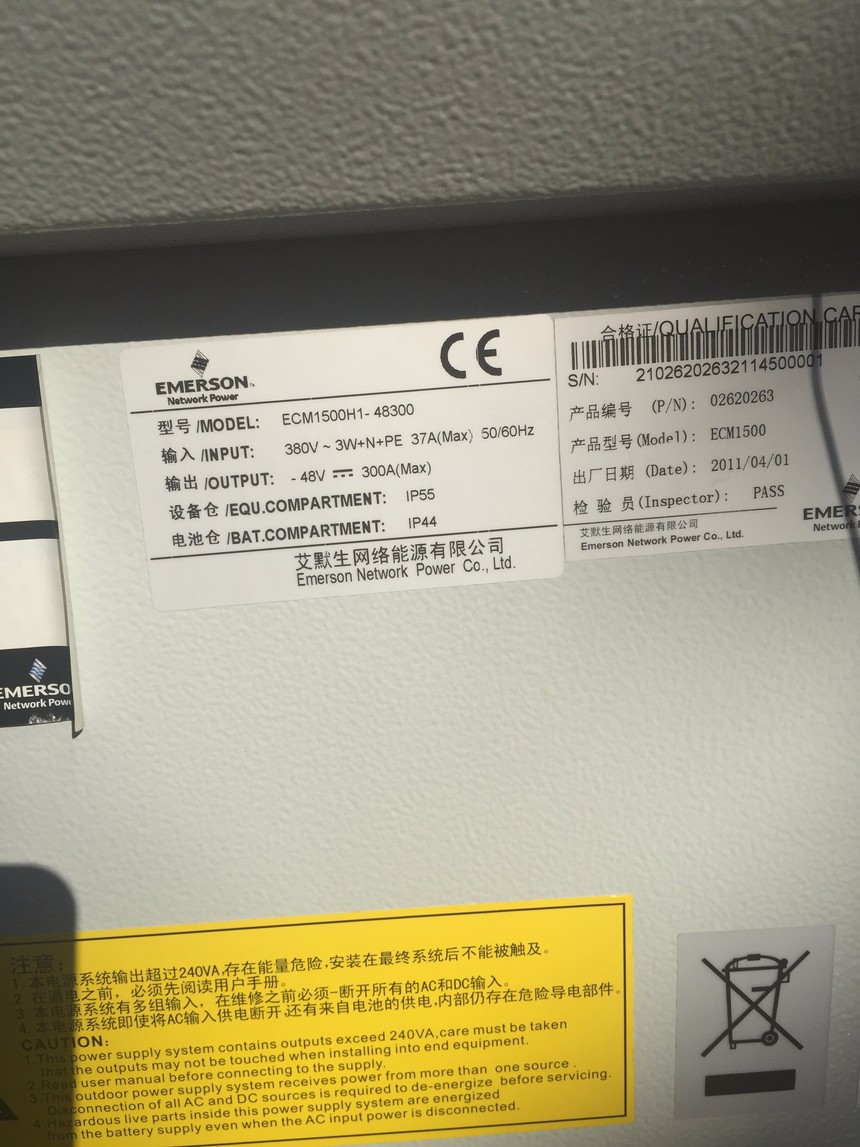 CE
EMERSON™
Network Power
型号 /MODEL: ECM1500H1- 48300
输入 /INPUT: 380V ~ 3W+N+PE 37A(Max) 50/60Hz
输出 /OUTPUT: - 48V 300A(Max)
设备仓 /EQU.COMPARTMENT: IP55
电池仓 /BAT.COMPARTMENT: IP44
艾默生网络能源有限公司
Emerson Network Power Co., Ltd.
合格证/QUALIFICATION
S/N: 21026202632114500001
产品编号 (P/N): 02620263
产品型号(Model): ECM1500
出厂日期 (Date): 2011/04/01
检 验 员(Inspector): PASS
艾默生网络能源有限公司
Emerson Network Power Co., Ltd.
EMERS
Network
EMERSO
Network Powe
注意:
1. 本电源系统输出超过240VA,存在能量危险,安装在最终系统后不能被触及。
2. 在通电之前, 必须先阅读用户手册。
3. 本电源系统有多组输入, 在维修之前必须-断开所有的AC和DC输入。
4. 本电源系统即使将AC输入供电断开,还有来自电池的供电,内部仍存在危险导电部件。
CAUTION:
1.This power supply system contains outputs exceed 240VA,care must be taken
that the outputs may not be touched when installing into end equipment.
2.Read user manual before connecting to the supply.
3.This outdoor power supply system receives power from more than one source .
Disconnection of all AC and DC sources is required to de-energize before servicing.
4.Hazardous live parts inside this power supply system are energized
from the battery supply even when the AC input power is disconnected.